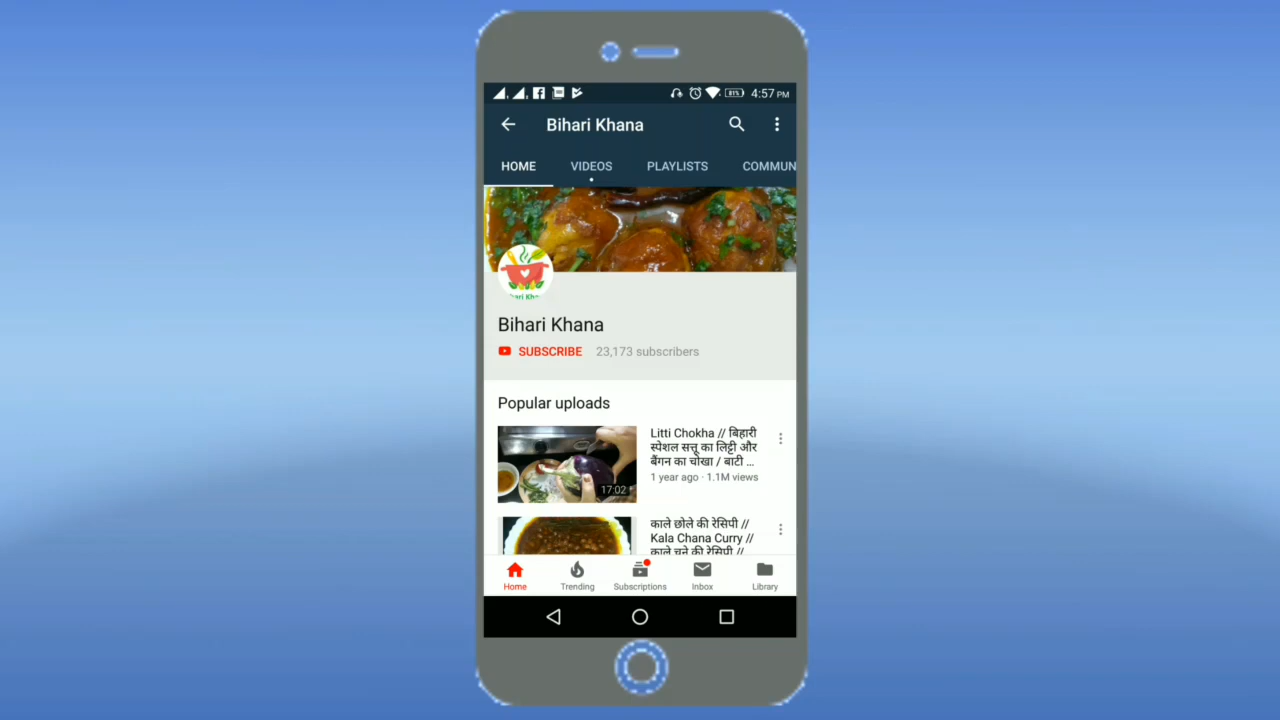 81%
4:57 PM
Bihari Khana
HOME
VIDEOS
PLAYLISTS
COMMUN
Bihari Khana
SUBSCRIBE
23,173 subscribers
Popular uploads
Litti Chokha // बिहारी
स्पेशल सत्तू का लिट्टी और
बैंगन का चोखा / बाटी ...
1 year ago · 1.1M views
17:02
काले छोले की रेसिपी //
Kala Chana Curry //
काले चने की रेसिपी //
Home
Trending
Subscriptions
Inbox
Library